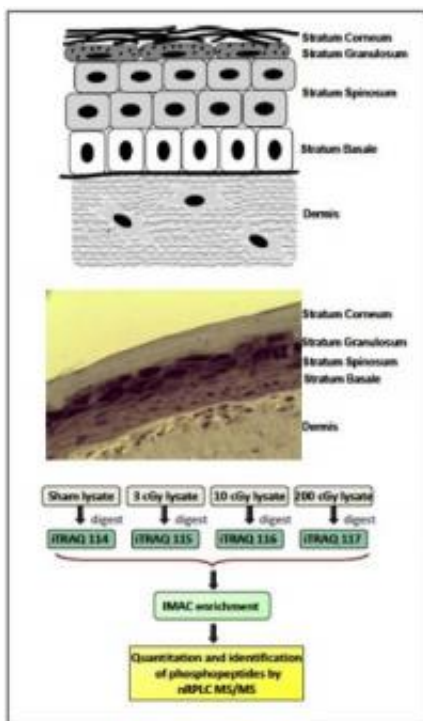 Stratum Corneum
Stratum Granulosum
Stratum Spinosum
Stratum Basale
Dermis
Stratum Corneum
Stratum Granulosum
Stratum Spinosum
Stratum Basale
Dermis
Sham lysate 3 cGy lysate 10 cGy lysate 200 cGy lysate
digest digest digest digest
iTRAQ 114 iTRAQ 115 iTRAQ 116 iTRAQ 117
IMAC enrichment
Quantitation and identification
of phosphopeptides by
nRPLC MS/MS